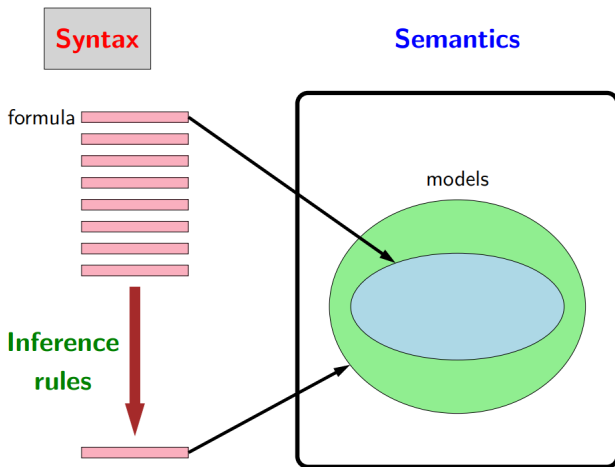 Syntax
Semantics
formula
models
Inference
rules